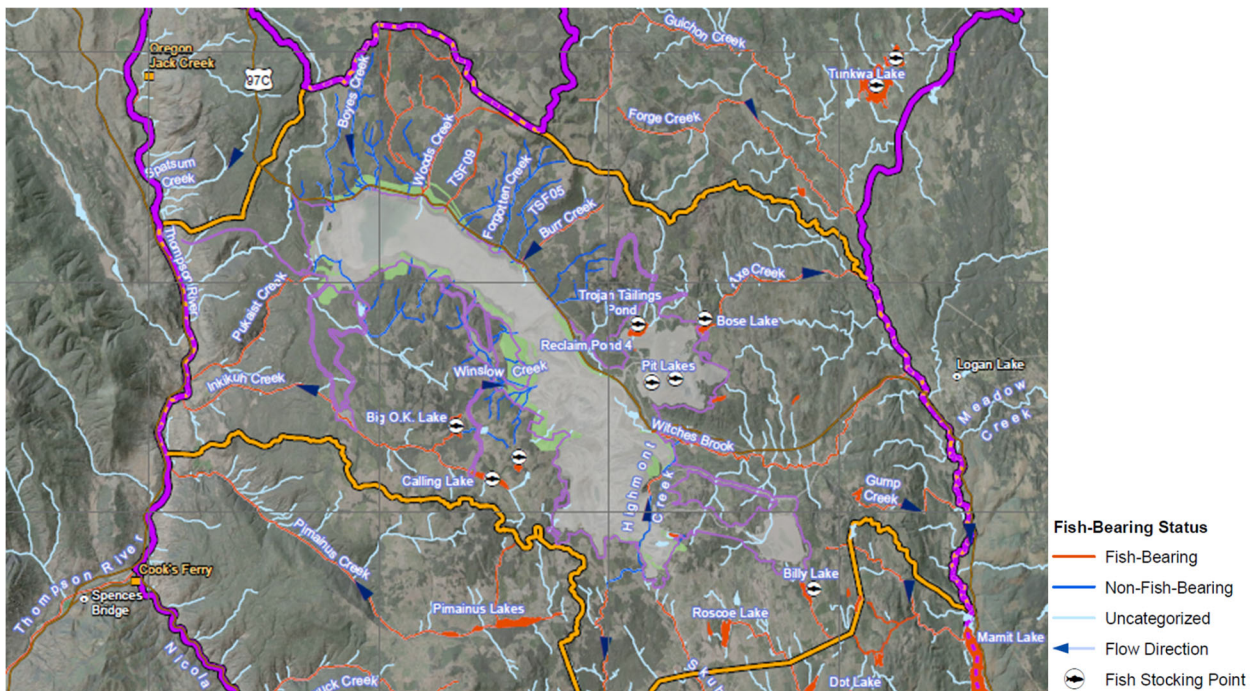 Guichon Creek
Oregon
Jack Creek
97C
Tunkwa Lake
Boyes Creek
Forge Creek
Woods Creek
TSF09
Spatsum
Creek
Forgotten Creek
TSF05
Burr Creek
Thompson River
Axe Creek
Pukaist Creek
Trojan Tailings
Pond
Bose Lake
Reclaim Pond 4
Pit Lakes
Logan Lake
Winslow Creek
Inkikuh Creek
Meadow
Creek
Big O.K. Lake
Witches Brook
Calling Lake
Highmont
Creek
Gump
Creek
Pimainus Creek
Thompson River
Cook's Ferry
Spences
Bridge
Billy Lake
Pimainus Lakes
Roscoe Lake
Mamit Lake
Nicola
Skuh
Dot Lake
Creek
Fish-Bearing Status
Fish-Bearing
Non-Fish-Bearing
Uncategorized
Flow Direction
Fish Stocking Point